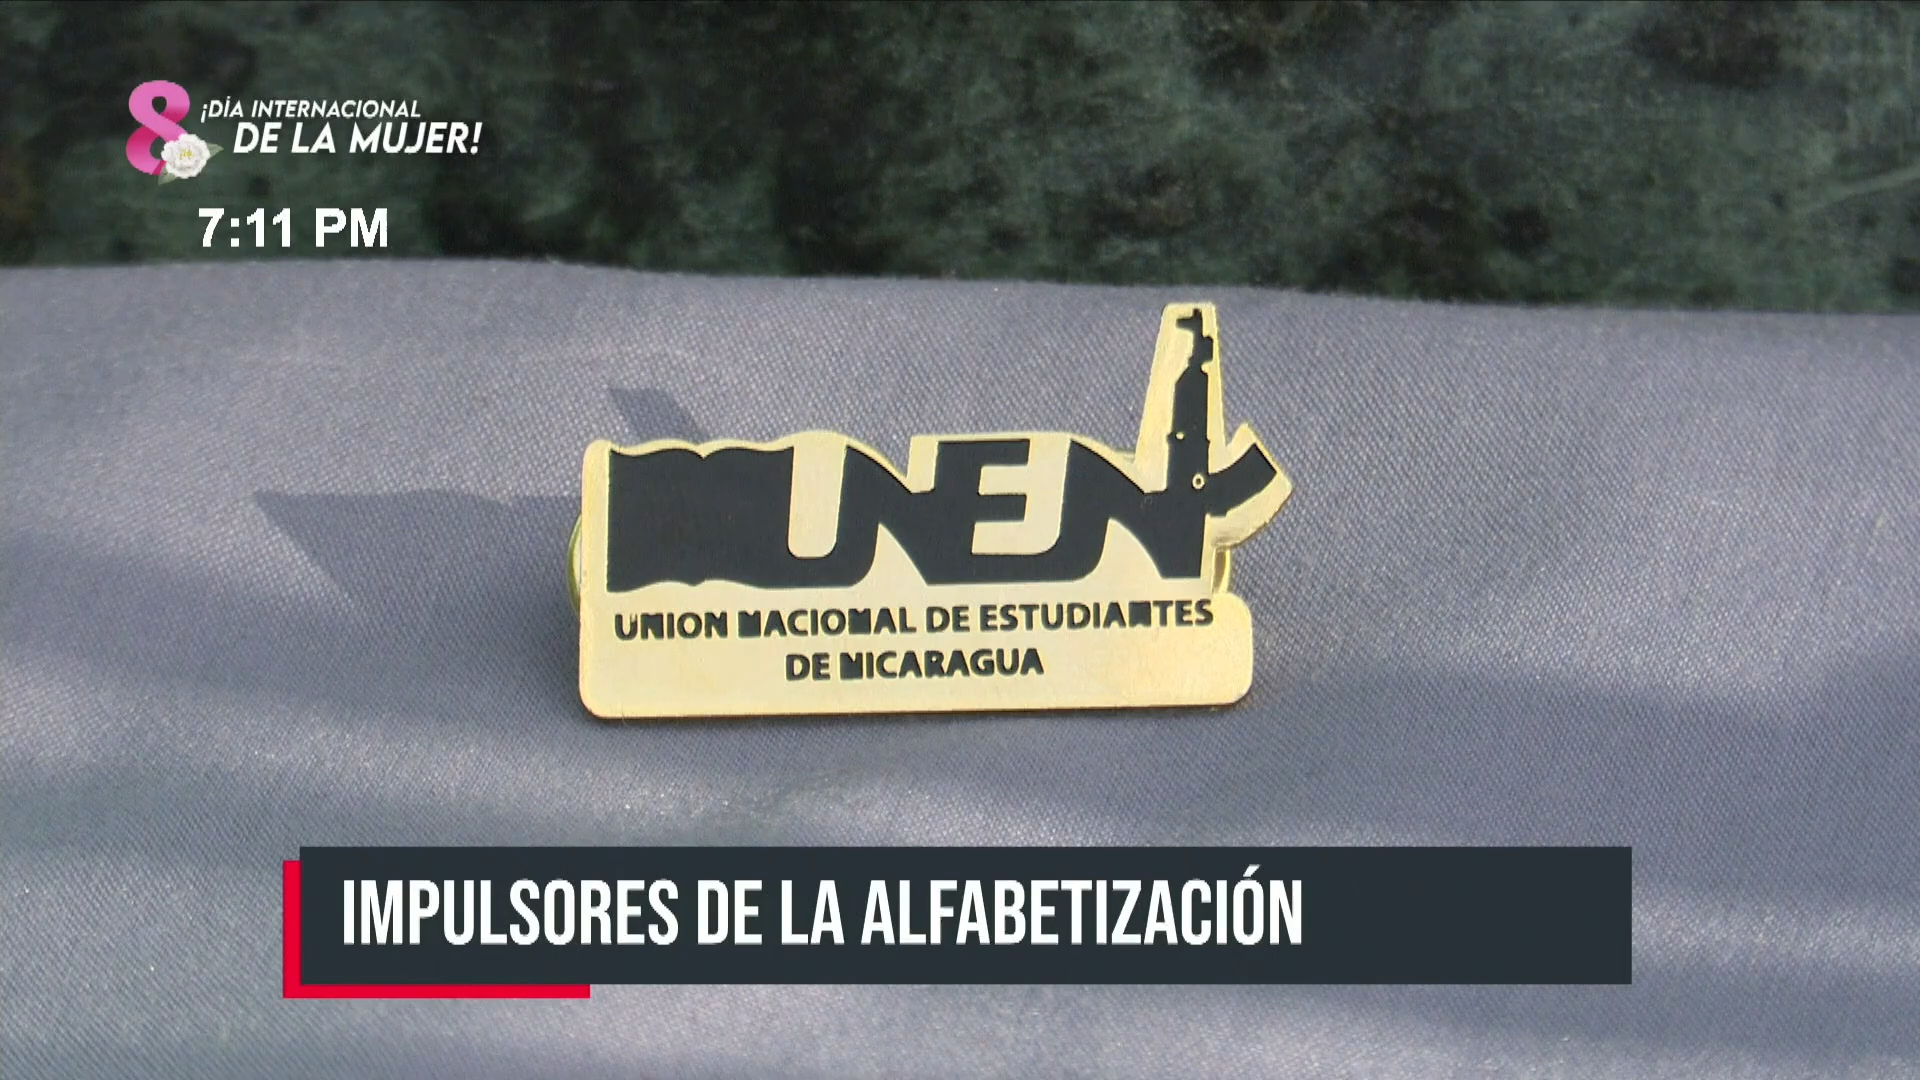 8 ¡DÍA INTERNACIONAL
DE LA MUJER!
7:11 PM
UNEN
UNION NACIONAL DE ESTUDIANTES
DE NICARAGUA
IMPULSORES DE LA ALFABETIZACIÓN